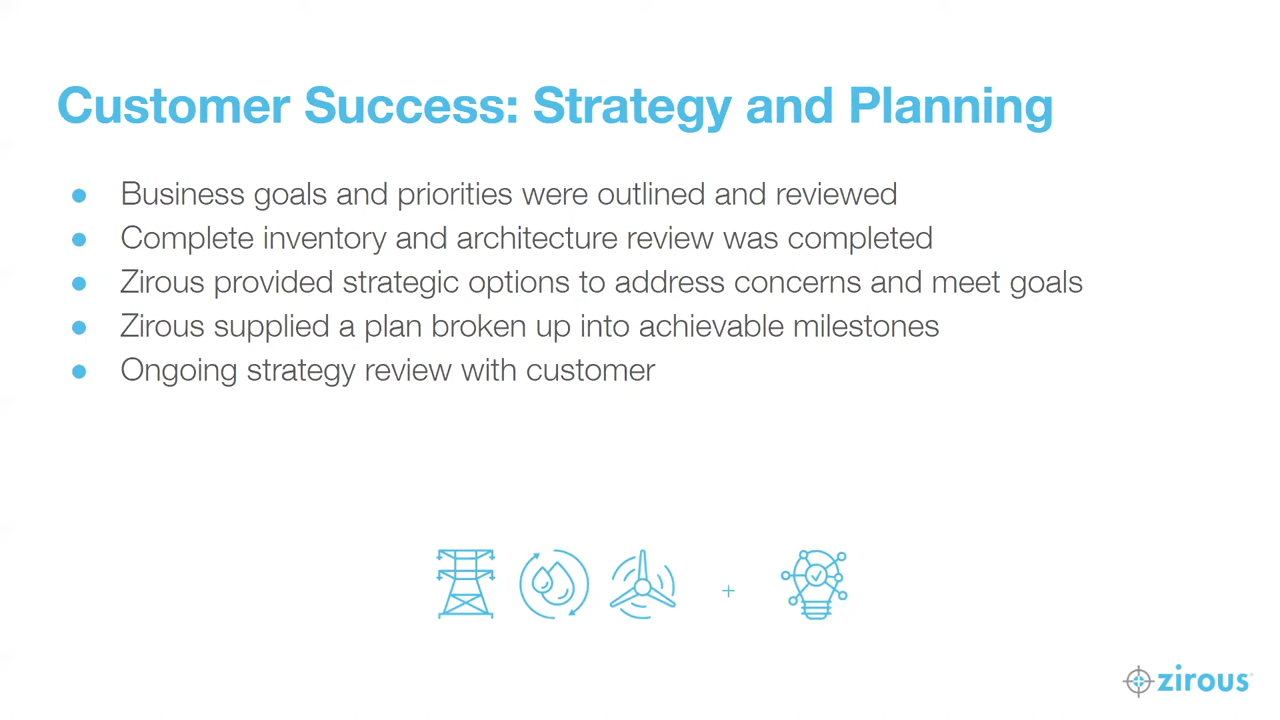 Customer Success: Strategy and Planning
● Business goals and priorities were outlined and reviewed
● Complete inventory and architecture review was completed
● Zirous provided strategic options to address concerns and meet goals
● Zirous supplied a plan broken up into achievable milestones
● Ongoing strategy review with customer
+
zirous